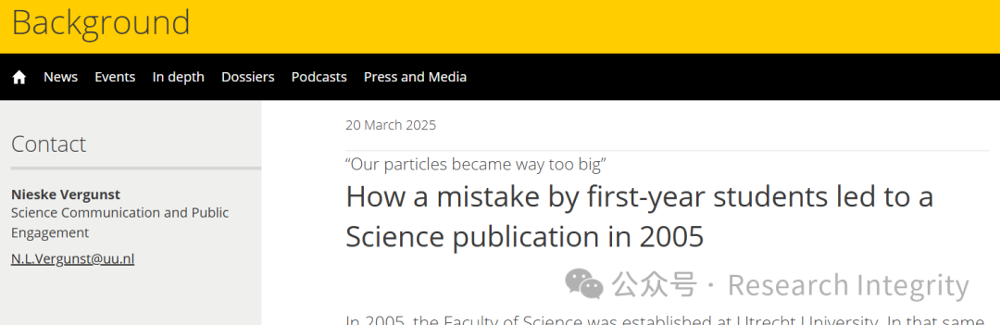 Background
News Events In depth Dossiers Podcasts Press and Media
Contact
Nieske Vergunst
Science Communication and Public
Engagement
N.L.Vergunst@uu.nl
20 March 2025
“Our particles became way too big”
How a mistake by first-year students led to a
Science publication in 2005
公众号 · Research Integrity
In 2005, the Faculty of Science was established at Utrecht University. In that same